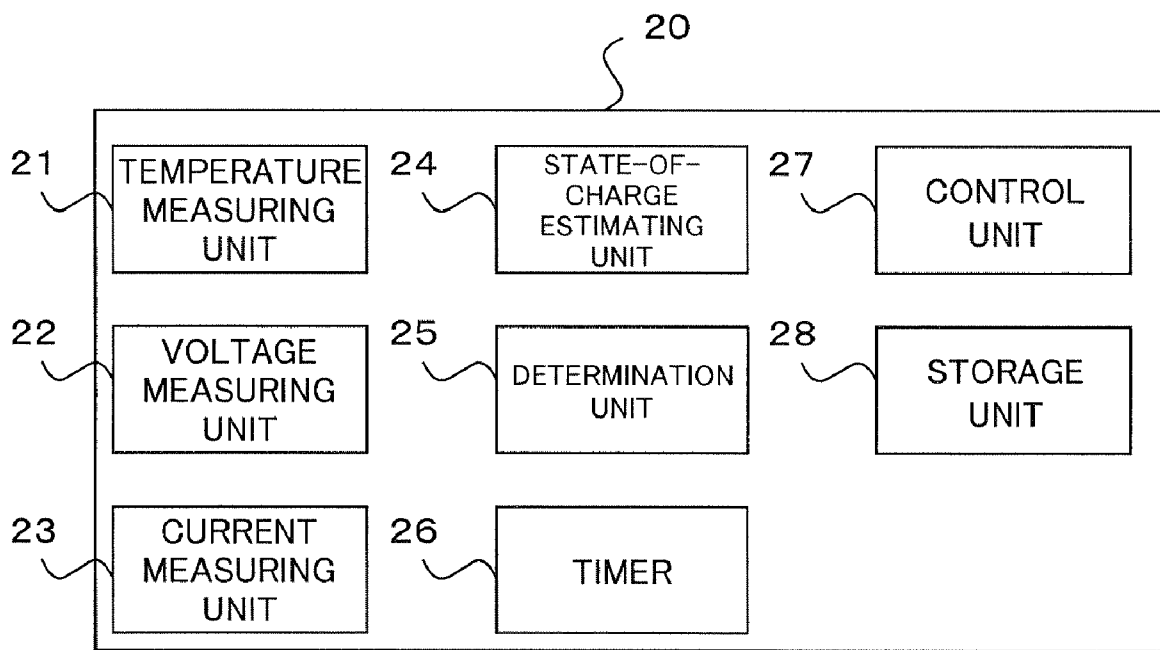 20
21
TEMPERATURE
MEASURING
UNIT
24
STATE-OF-
CHARGE
ESTIMATING
UNIT
27
CONTROL
UNIT
22
VOLTAGE
MEASURING
UNIT
25
DETERMINATION
UNIT
28
STORAGE
UNIT
23
CURRENT
MEASURING
UNIT
26
TIMER